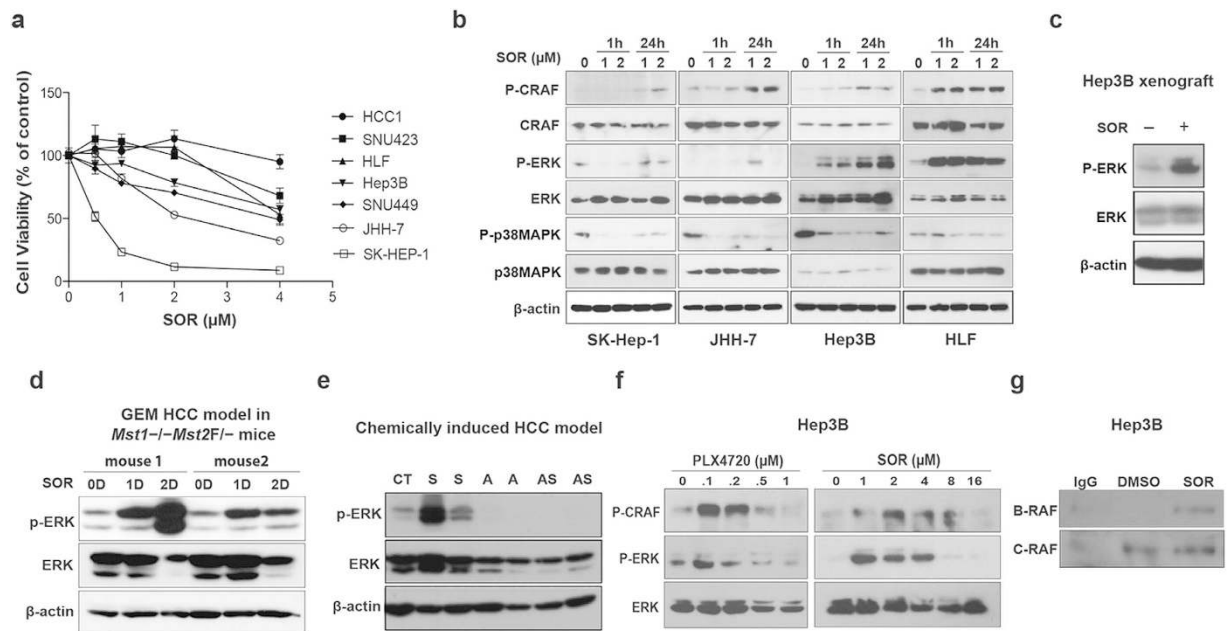 a
Cell Viability (% of control)
150
100
50
0
0 1 2 3 4 5
SOR (μM)
HCC1
SNU423
HLF
Hep3B
SNU449
JHH-7
SK-HEP-1
b
1h 24h 1h 24h 1h 24h 1h 24h
SOR (μM) 0 1 2 1 2 0 1 2 1 2 0 1 2 1 2 0 1 2 1 2
P-CRAF
CRAF
P-ERK
ERK
P-p38MAPK
p38MAPK
β-actin
SK-Hep-1 JHH-7 Hep3B HLF
c
Hep3B xenograft
SOR − +
P-ERK
ERK
β-actin
d
GEM HCC model in
Mst1−/−Mst2F/− mice
mouse 1 mouse2
SOR 0D 1D 2D 0D 1D 2D
p-ERK
ERK
β-actin
e
Chemically induced HCC model
CT S S A A AS AS
p-ERK
ERK
β-actin
f
Hep3B
PLX4720 (μM) SOR (μM)
0 .1 .2 .5 1 0 1 2 4 8 16
P-CRAF
P-ERK
ERK
g
Hep3B
IgG DMSO SOR
B-RAF
C-RAF